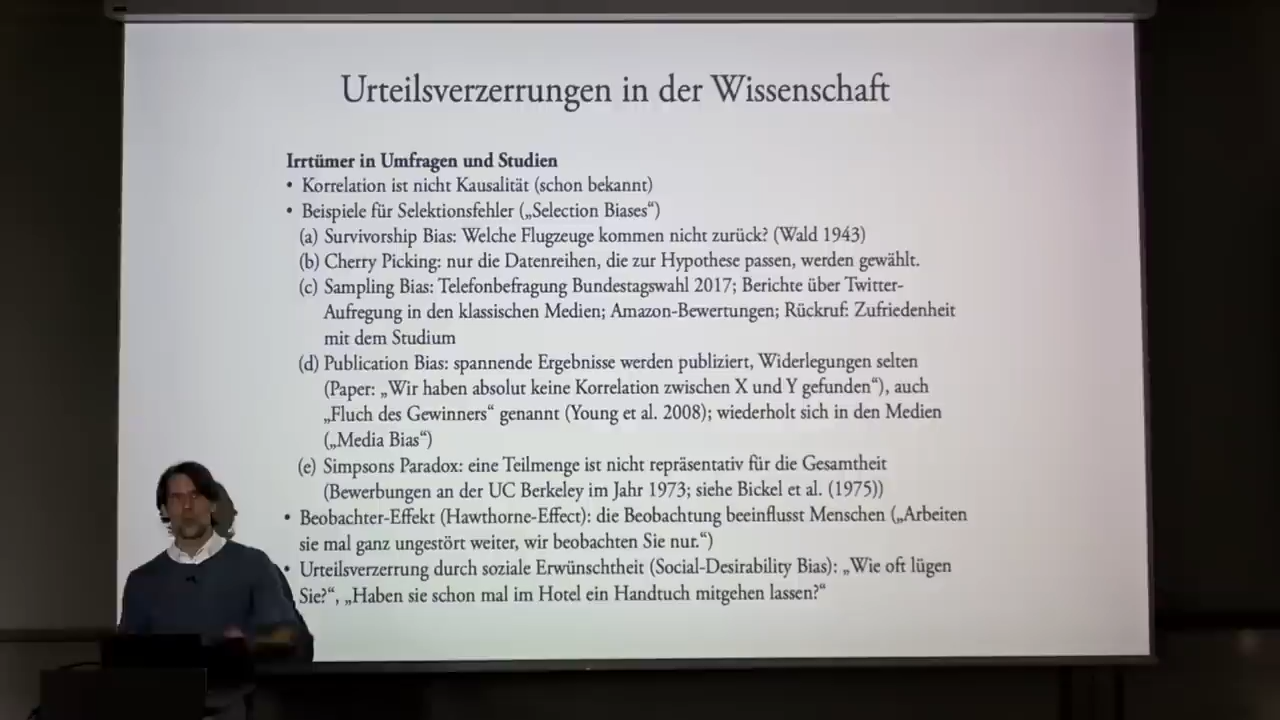 Urteilsverzerrungen in der Wissenschaft
Irrtümer in Umfragen und Studien
• Korrelation ist nicht Kausalität (schon bekannt)
• Beispiele für Selektionsfehler („Selection Biases“)
(a) Survivorship Bias: Welche Flugzeuge kommen nicht zurück? (Wald 1943)
(b) Cherry Picking: nur die Datenreihen, die zur Hypothese passen, werden gewählt.
(c) Sampling Bias: Telefonbefragung Bundestagswahl 2017; Berichte über Twitter-
Aufregung in den klassischen Medien; Amazon-Bewertungen; Rückruf: Zufriedenheit
mit dem Studium
(d) Publication Bias: spannende Ergebnisse werden publiziert, Widerlegungen selten
(Paper: „Wir haben absolut keine Korrelation zwischen X und Y gefunden“), auch
„Fluch des Gewinners“ genannt (Young et al. 2008); wiederholt sich in den Medien
(„Media Bias“)
(e) Simpsons Paradox: eine Teilmenge ist nicht repräsentativ für die Gesamtheit
(Bewerbungen an der UC Berkeley im Jahr 1973; siehe Bickel et al. (1975))
• Beobachter-Effekt (Hawthorne-Effect): die Beobachtung beeinflusst Menschen („Arbeiten
sie mal ganz ungestört weiter, wir beobachten Sie nur.“)
• Urteilsverzerrung durch soziale Erwünschtheit (Social-Desirability Bias): „Wie oft lügen
Sie?“, „Haben sie schon mal im Hotel ein Handtuch mitgehen lassen?“